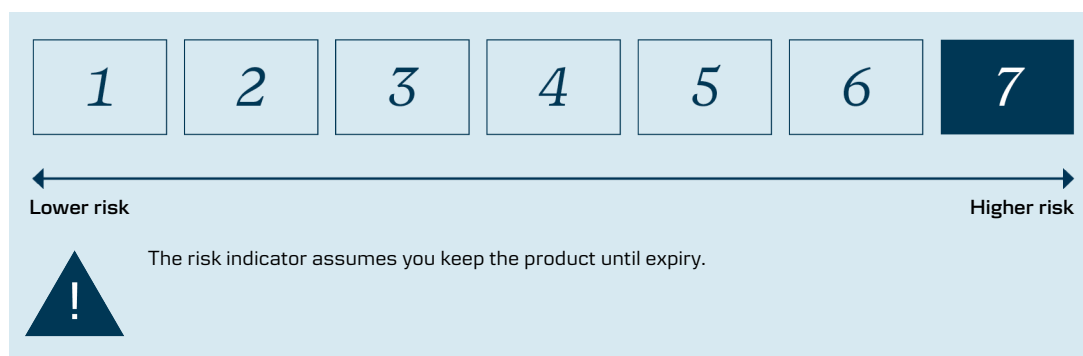 1 2 3 4 5 6 7
Lower risk Higher risk
The risk indicator assumes you keep the product until expiry.
!